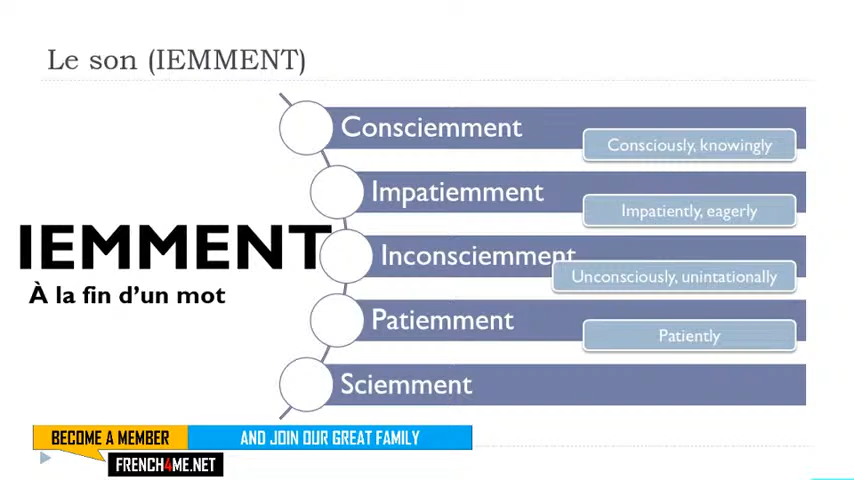 Le son (IEMMENT)
Consciemment
Consciously, knowingly
Impatiemment
Impatiently, eagerly
IEMMENT
À la fin d'un mot
Inconsciemment
Unconsciously, unintationally
Patiemment
Patiently
Sciemment
BECOME A MEMBER
AND JOIN OUR GREAT FAMILY
FRENCH4ME.NET